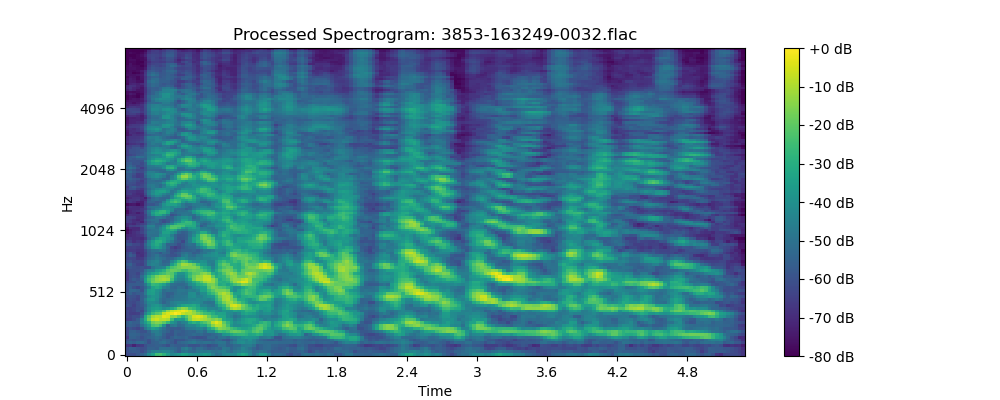 Processed Spectrogram: 3853-163249-0032.flac
Hz
4096
2048
1024
512
0
0 0.6 1.2 1.8 2.4 3 3.6 4.2 4.8
Time
+0 dB
-10 dB
-20 dB
-30 dB
-40 dB
-50 dB
-60 dB
-70 dB
-80 dB